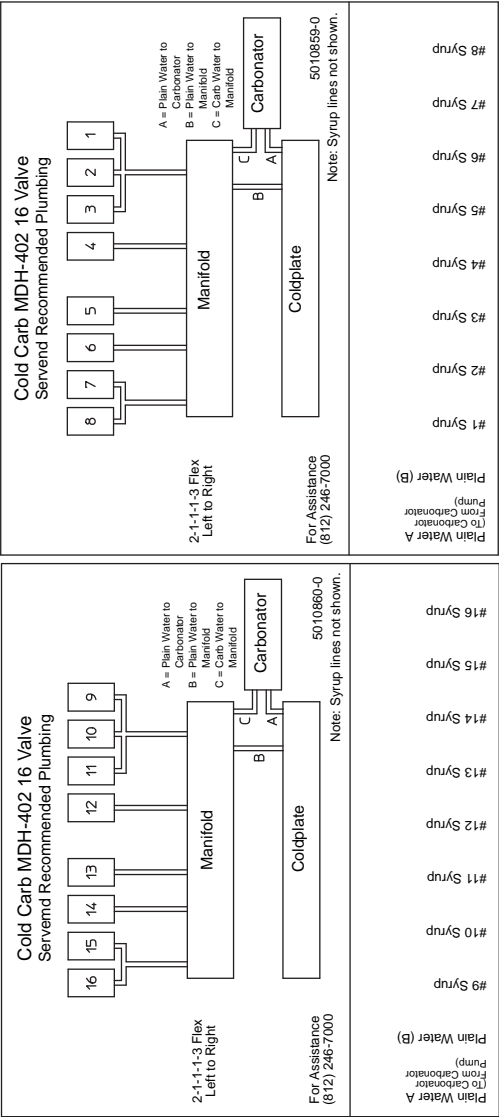 Cold Carb MDH-402 16 Valve
Servemd Recommended Plumbing
16 15 14 13 12 11 10 9
2-1-1-1-3 Flex
Left to Right
Manifold
A = Plain Water to
Carbonator
B = Plain Water to
Manifold
C = Carb Water to
Manifold
C
B
A
Carbonator
Coldplate
For Assistance
(812) 246-7000
5010860-0
Note: Syrup lines not shown.
Plain Water A
(To Carbonator
From Carbonator
Pump)
Plain Water (B)
#9 Syrup
#10 Syrup
#11 Syrup
#12 Syrup
#13 Syrup
#14 Syrup
#15 Syrup
#16 Syrup
Cold Carb MDH-402 16 Valve
Servend Recommended Plumbing
8 7 6 5 4 3 2 1
2-1-1-1-3 Flex
Left to Right
Manifold
A = Plain Water to
Carbonator
B = Plain Water to
Manifold
C = Carb Water to
Manifold
C
B
A
Carbonator
Coldplate
For Assistance
(812) 246-7000
5010859-0
Note: Syrup lines not shown.
Plain Water A
(To Carbonator
From Carbonator
Pump)
Plain Water (B)
#1 Syrup
#2 Syrup
#3 Syrup
#4 Syrup
#5 Syrup
#6 Syrup
#7 Syrup
#8 Syrup